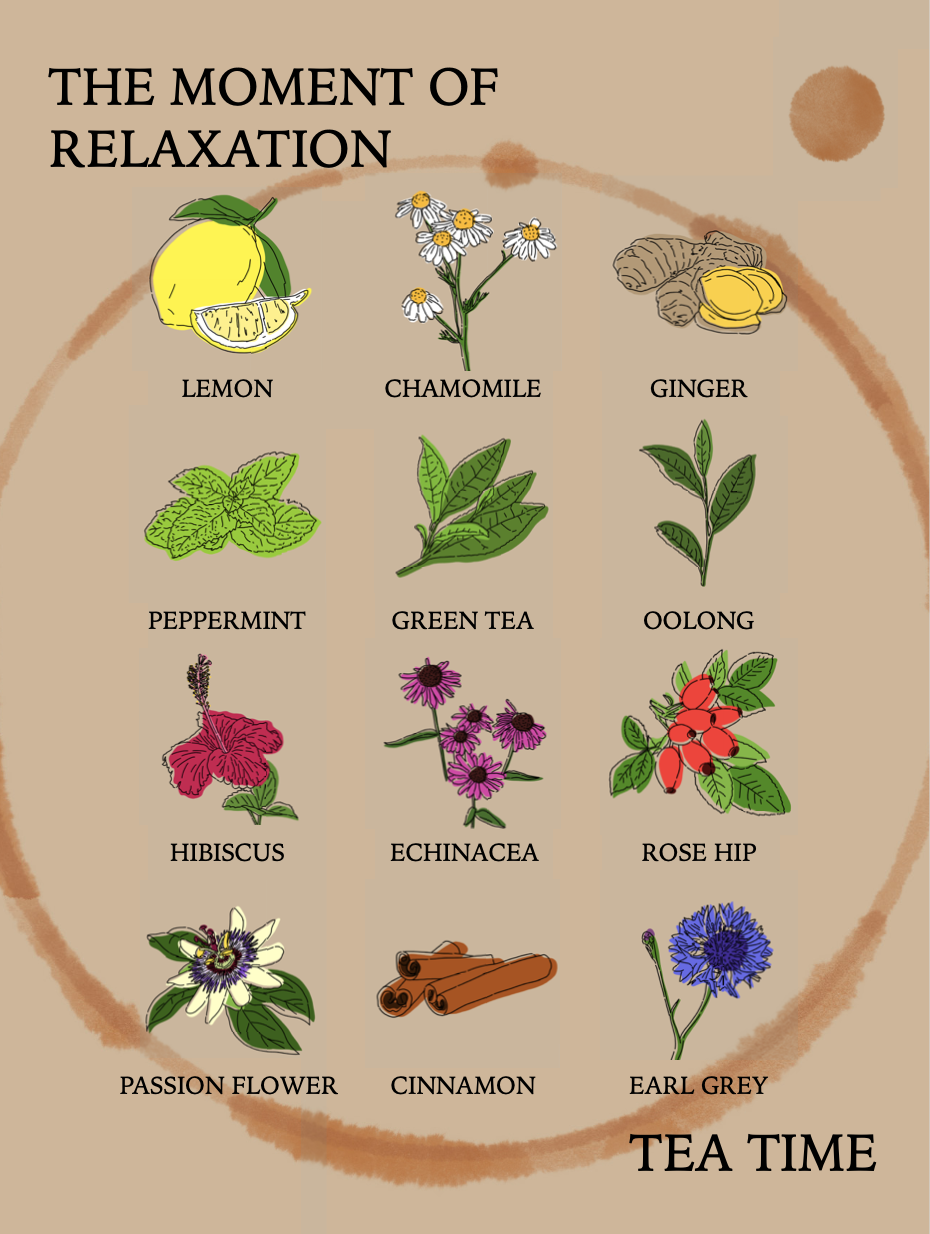 THE MOMENT OF
RELAXATION
LEMON
CHAMOMILE
GINGER
PEPPERMINT
GREEN TEA
OOLONG
HIBISCUS
ECHINACEA
ROSE HIP
PASSION FLOWER
CINNAMON
EARL GREY
TEA TIME